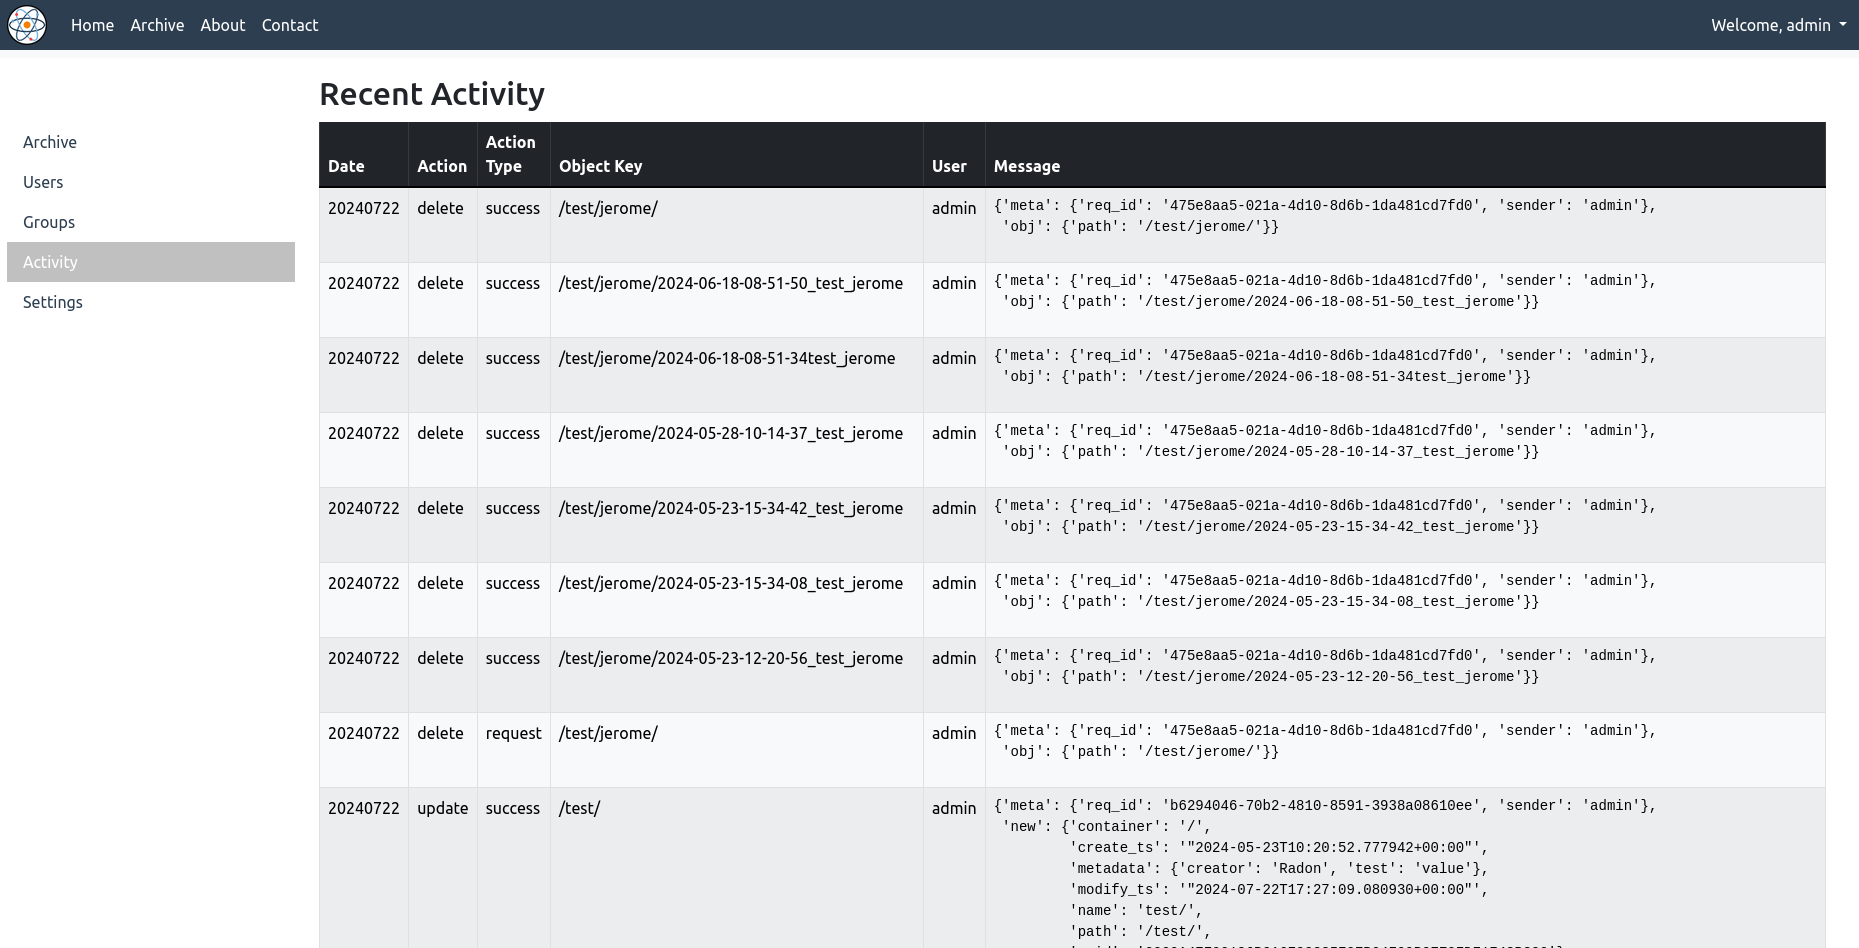 Home Archive About Contact Welcome, admin
Recent Activity
Archive
Users
Groups
Activity
Settings
Date Action Action Type Object Key User Message
20240722 delete success /test/jerome/ admin {'meta': {'req_id': '475e8aa5-021a-4d10-8d6b-1da481cd7fd0', 'sender': 'admin'},
'obj': {'path': '/test/jerome/'}}
20240722 delete success /test/jerome/2024-06-18-08-51-50_test_jerome admin {'meta': {'req_id': '475e8aa5-021a-4d10-8d6b-1da481cd7fd0', 'sender': 'admin'},
'obj': {'path': '/test/jerome/2024-06-18-08-51-50_test_jerome'}}
20240722 delete success /test/jerome/2024-06-18-08-51-34test_jerome admin {'meta': {'req_id': '475e8aa5-021a-4d10-8d6b-1da481cd7fd0', 'sender': 'admin'},
'obj': {'path': '/test/jerome/2024-06-18-08-51-34test_jerome'}}
20240722 delete success /test/jerome/2024-05-28-10-14-37_test_jerome admin {'meta': {'req_id': '475e8aa5-021a-4d10-8d6b-1da481cd7fd0', 'sender': 'admin'},
'obj': {'path': '/test/jerome/2024-05-28-10-14-37_test_jerome'}}
20240722 delete success /test/jerome/2024-05-23-15-34-42_test_jerome admin {'meta': {'req_id': '475e8aa5-021a-4d10-8d6b-1da481cd7fd0', 'sender': 'admin'},
'obj': {'path': '/test/jerome/2024-05-23-15-34-42_test_jerome'}}
20240722 delete success /test/jerome/2024-05-23-15-34-08_test_jerome admin {'meta': {'req_id': '475e8aa5-021a-4d10-8d6b-1da481cd7fd0', 'sender': 'admin'},
'obj': {'path': '/test/jerome/2024-05-23-15-34-08_test_jerome'}}
20240722 delete success /test/jerome/2024-05-23-12-20-56_test_jerome admin {'meta': {'req_id': '475e8aa5-021a-4d10-8d6b-1da481cd7fd0', 'sender': 'admin'},
'obj': {'path': '/test/jerome/2024-05-23-12-20-56_test_jerome'}}
20240722 delete request /test/jerome/ admin {'meta': {'req_id': '475e8aa5-021a-4d10-8d6b-1da481cd7fd0', 'sender': 'admin'},
'obj': {'path': '/test/jerome/'}}
20240722 update success /test/ admin {'meta': {'req_id': 'b6294046-70b2-4810-8591-3938a08610ee', 'sender': 'admin'},
'new': {'container': '/',
'create_ts': '"2024-05-23T10:20:52.777942+00:00"',
'metadata': {'creator': 'Radon', 'test': 'value'},
'modify_ts': '"2024-07-22T17:27:09.080930+00:00"',
'name': 'test/',
'path': '/test/',